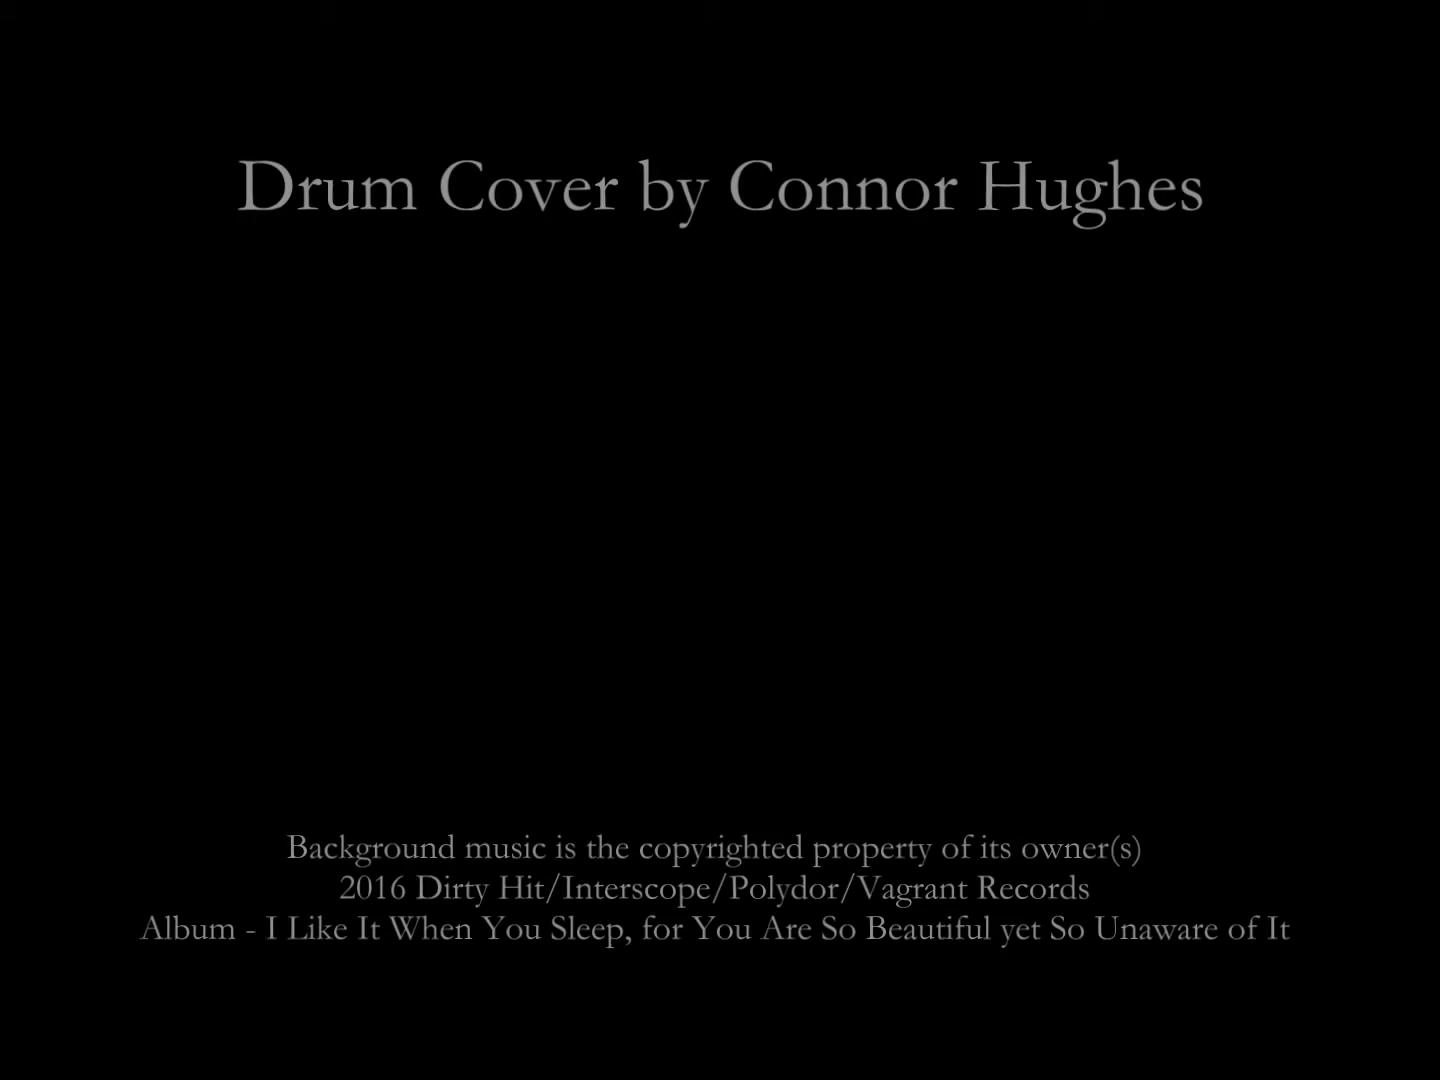 Drum Cover by Connor Hughes
Background music is the copyrighted property of its owner(s)
2016 Dirty Hit/Interscope/Polydor/Vagrant Records
Album - I Like It When You Sleep, for You Are So Beautiful yet So Unaware of It